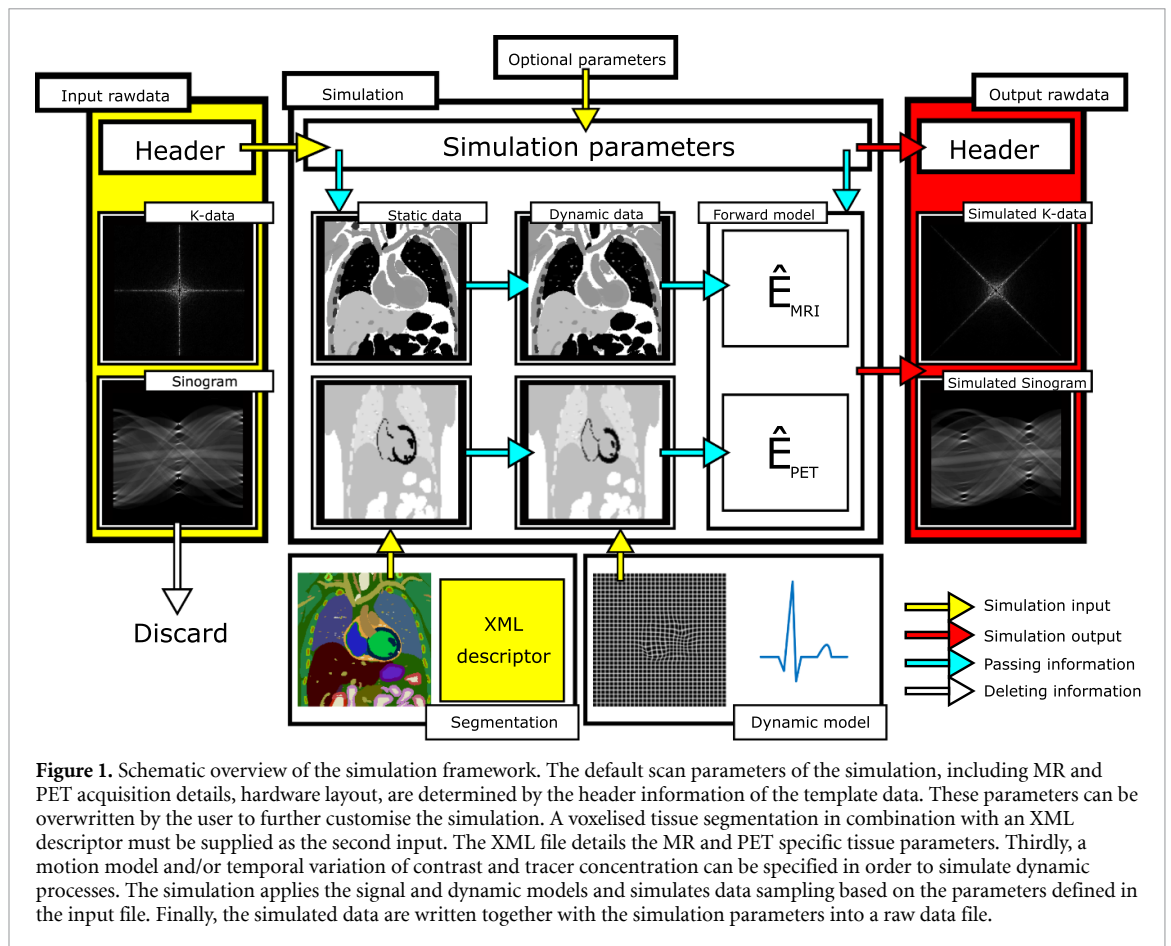 Optional parameters
Input rawdata
Simulation
Output rawdata
Header
Simulation parameters
Header
K-data
Static data
Dynamic data
Forward model
Simulated K-data
Ê
MRI
Sinogram
Simulated Sinogram
Ê
PET
Discard
XML
descriptor
Segmentation
Dynamic model
Simulation input
Simulation output
Passing information
Deleting information
Figure 1. Schematic overview of the simulation framework. The default scan parameters of the simulation, including MR and
PET acquisition details, hardware layout, are determined by the header information of the template data. These parameters can be
overwritten by the user to further customise the simulation. A voxelised tissue segmentation in combination with an XML
descriptor must be supplied as the second input. The XML file details the MR and PET specific tissue parameters. Thirdly, a
motion model and/or temporal variation of contrast and tracer concentration can be specified in order to simulate dynamic
processes. The simulation applies the signal and dynamic models and simulates data sampling based on the parameters defined in
the input file. Finally, the simulated data are written together with the simulation parameters into a raw data file.